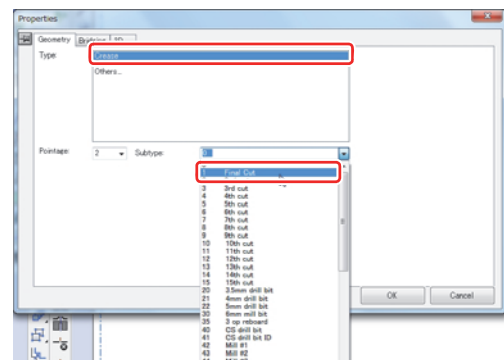 Properties
Geometry Bridging
Type: Crease
Others...
Pointage: 2 Subtype:
1 Final Cut
3 3rd cut
4 4th cut
5 5th cut
6 6th cut
7 7th cut
8 8th cut
9 9th cut
10 10th cut
11 11th cut
12 12th cut
13 13th cut
14 14th cut
15 15th cut
20 3.5mm drill bit
21 4mm drill bit
22 5mm drill bit
30 6mm mill bit
35 3 op reboard
40 CS drill bit
41 CS drill bit ID
42 Mill #1
43 Mill #2
OK Cancel